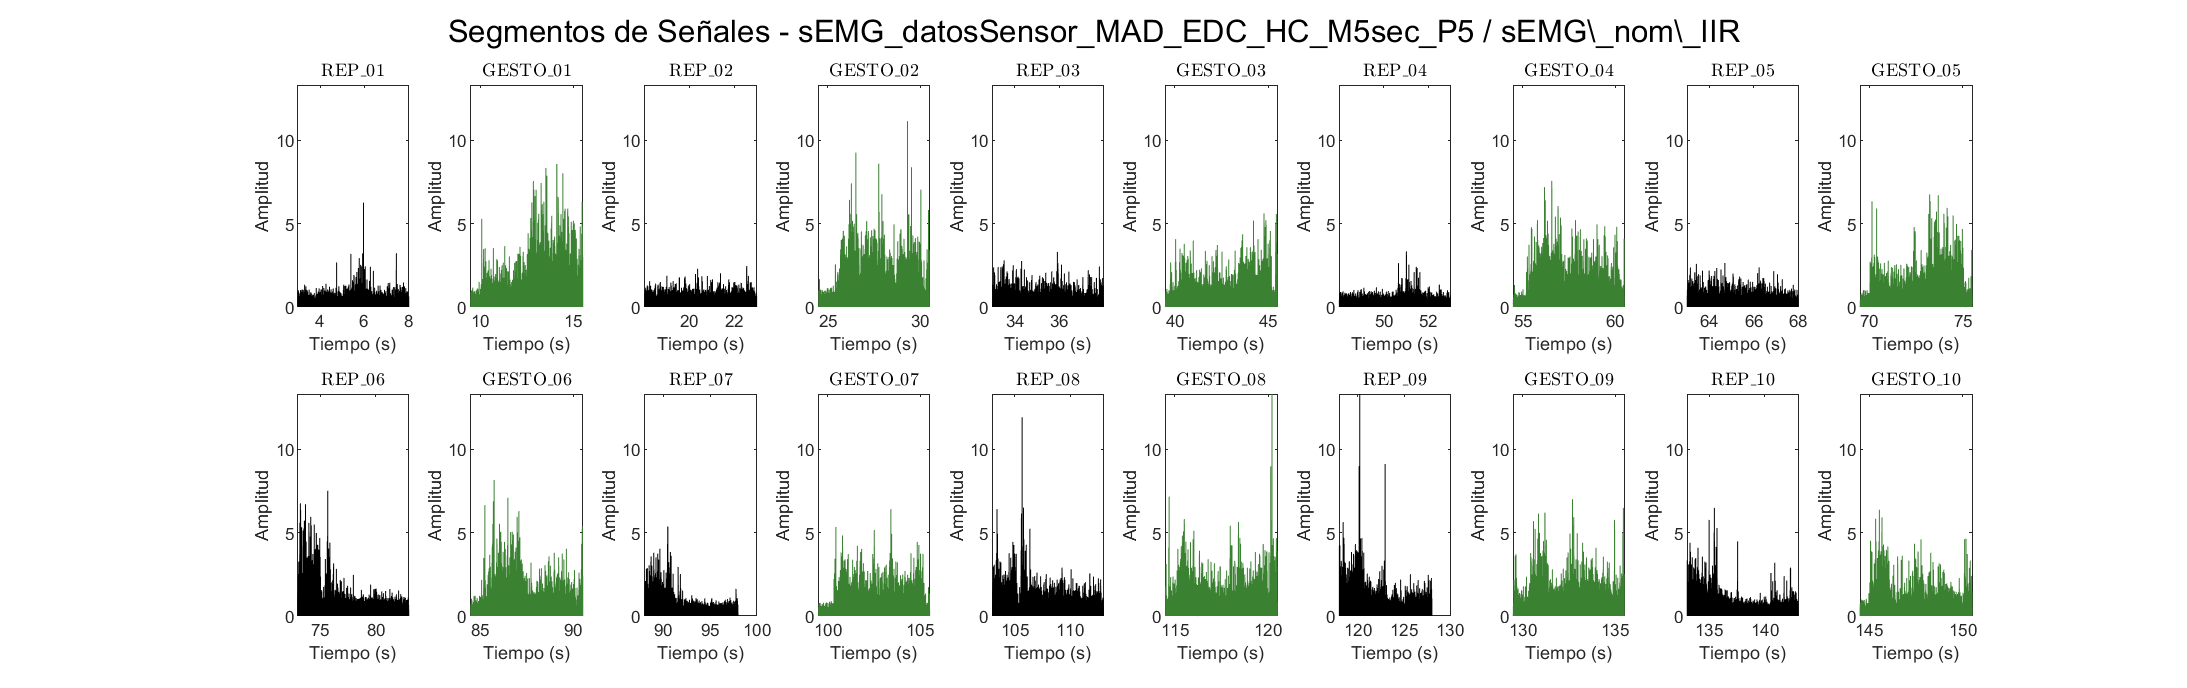 Segmentos de Señales - sEMG_datosSensor_MAD_EDC_HC_M5sec_P5 / sEMG\_nom\_IIR
REP_01 GESTO_01 REP_02 GESTO_02 REP_03 GESTO_03 REP_04 GESTO_04 REP_05 GESTO_05
10 10 10 10 10 10 10 10 10 10
Amplitud Amplitud Amplitud Amplitud Amplitud Amplitud Amplitud Amplitud Amplitud Amplitud
5 5 5 5 5 5 5 5 5 5
0 0 0 0 0 0 0 0 0 0
4 6 8 10 15 20 22 25 30 34 36 40 45 50 52 55 60 64 66 68 70 75
Tiempo (s) Tiempo (s) Tiempo (s) Tiempo (s) Tiempo (s) Tiempo (s) Tiempo (s) Tiempo (s) Tiempo (s) Tiempo (s)
REP_06 GESTO_06 REP_07 GESTO_07 REP_08 GESTO_08 REP_09 GESTO_09 REP_10 GESTO_10
10 10 10 10 10 10 10 10 10 10
Amplitud Amplitud Amplitud Amplitud Amplitud Amplitud Amplitud Amplitud Amplitud Amplitud
5 5 5 5 5 5 5 5 5 5
0 0 0 0 0 0 0 0 0 0
75 80 85 90 90 95 100 100 105 105 110 115 120 120 125 130 130 135 135 140 145 150
Tiempo (s) Tiempo (s) Tiempo (s) Tiempo (s) Tiempo (s) Tiempo (s) Tiempo (s) Tiempo (s) Tiempo (s) Tiempo (s)